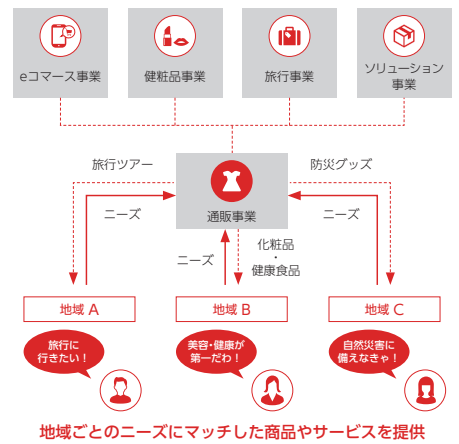 eコマース事業
健粧品事業
旅行事業
ソリューション
事業
旅行ツアー
防災グッズ
通販事業
ニーズ
ニーズ
ニーズ
化粧品
・
健康食品
地域 A
地域 B
地域 C
旅行に
行きたい！
美容・健康が
第一だわ！
自然災害に
備えなきゃ！
地域ごとのニーズにマッチした商品やサービスを提供